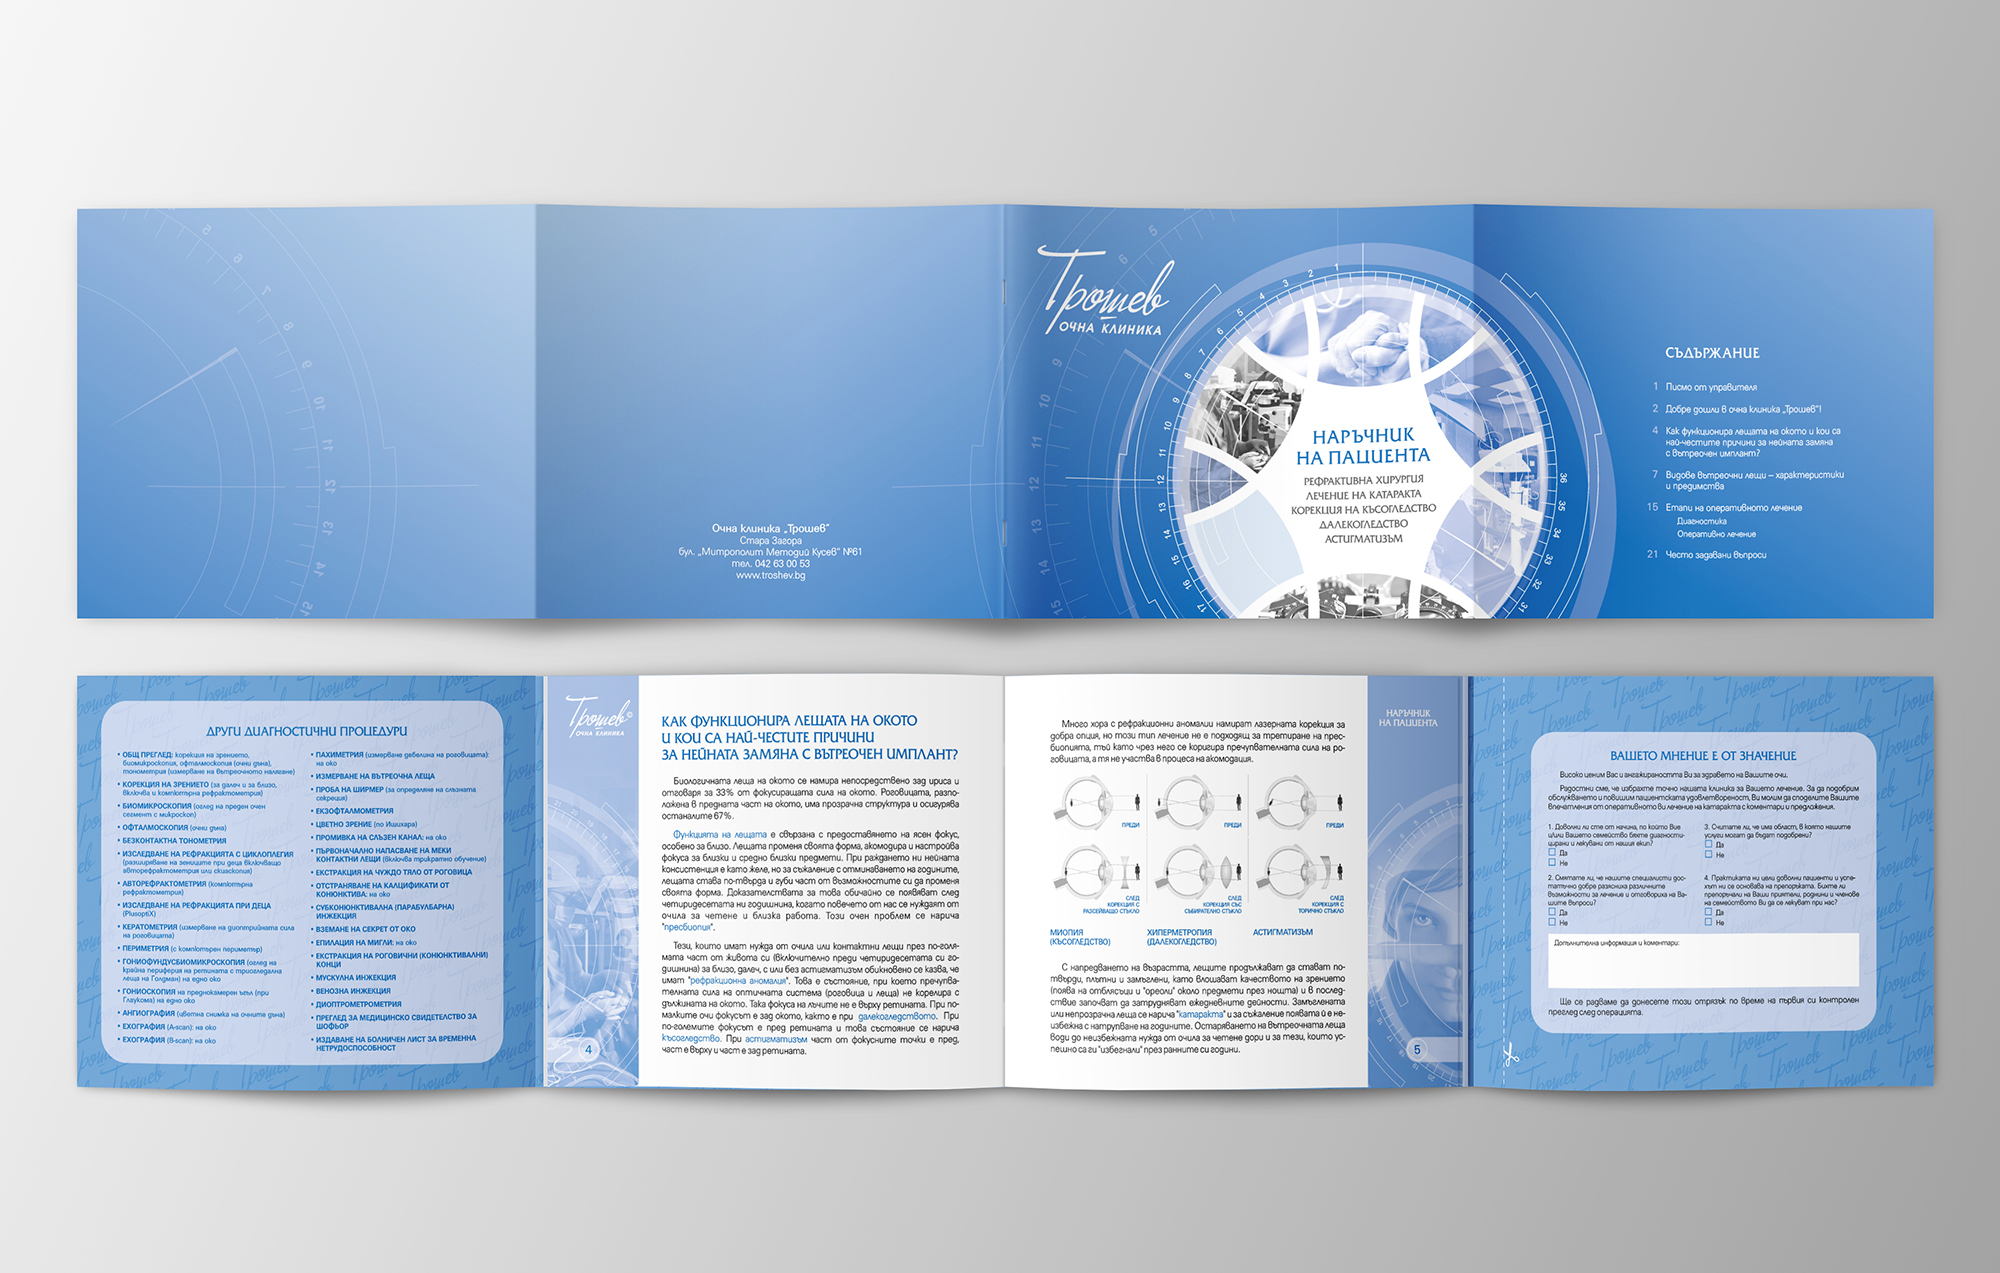 Трошев
ОЧНА КЛИНИКА
НАРЪЧНИК
НА ПАЦИЕНТА
РЕФРАКТИВНА ХИРУРГИЯ
ЛЕЧЕНИЕ НА КАТАРАКТА
КОРЕКЦИЯ НА КЪСОГЛЕДСТВО
ДАЛЕКОГЛЕДСТВО
АСТИГМАТИЗЪМ
Очна клиника „Трошев“
Стара Загора
бул. „Митрополит Методий Кусев“ №61
тел. 042 63 00 53
www.troshev.bg
СЪДЪРЖАНИЕ
1 Писмо от управителя
2 Добре дошли в очна клиника „Трошев“!
4 Как функционира лещата на окото и кои са
най-честите причини за нейната замяна
с вътреочен имплант?
7 Видове вътреочни лещи – характеристики
и предимства
15 Етапи на оперативното лечение
Диагностика
Оперативно лечение
21 Често задавани въпроси
ДРУГИ ДИАГНОСТИЧНИ ПРОЦЕДУРИ
• ОБЩ ПРЕГЛЕД: корекция на зрението,
биомикроскопия, офталмоскопия (очни дъна),
тонометрия (измерване на вътреочното налягане)
• КОРЕКЦИЯ НА ЗРЕНИЕТО (за далеч и за близо,
включва и компютърна рефрактометрия)
• БИОМИКРОСКОПИЯ (оглед на преден очен
сегмент с микроскоп)
• ОФТАЛМОСКОПИЯ (очни дъна)
• БЕЗКОНТАКТНА ТОНОМЕТРИЯ
• ИЗСЛЕДВАНЕ НА РЕФРАКЦИЯТА С ЦИКЛОПЛЕГИЯ
(разширяване на зениците при деца включващо
авторефрактометрия или скиаскопия)
• АВТОРЕФРАКТОМЕТРИЯ (компютърна
рефрактометрия)
• ИЗСЛЕДВАНЕ НА РЕФРАКЦИЯТА ПРИ ДЕЦА
(PlusoptiX)
• КЕРАТОМЕТРИЯ (измерване на диоптрийната сила
на роговицата)
• ПЕРИМЕТРИЯ (с компютърен периметър)
• ГОНИОФУНДУСБИОМИКРОСКОПИЯ (оглед на
крайна периферия на ретината с триогледална
леща на Голдман) на едно око
• ГОНИОСКОПИЯ на преднокамерен ъгъл (при
Глаукома) на едно око
• АНГИОГРАФИЯ (цветна снимка на очните дъна)
• ЕХОГРАФИЯ (A-scan): на око
• ЕХОГРАФИЯ (B-scan): на око
• ПАХИМЕТРИЯ (измерване дебелина на роговицата):
на око
• ИЗМЕРВАНЕ НА ВЪТРЕОЧНА ЛЕЩА
• ПРОБА НА ШИРМЕР (за определяне на слъзната
секреция)
• ЕКЗОФТАЛМОМЕТРИЯ
• ЦВЕТНО ЗРЕНИЕ (по Ишихара)
• ПРОМИВКА НА СЛЪЗЕН КАНАЛ: на око
• ПЪРВОНАЧАЛНО НАПАСВАНЕ НА МЕКИ
КОНТАКТНИ ЛЕЩИ (включва трикратно обучение)
• ЕКСТРАКЦИЯ НА ЧУЖДО ТЯЛО ОТ РОГОВИЦА
• ОТСТРАНЯВАНЕ НА КАЛЦИФИКАТИ ОТ
КОНЮНКТИВА: на око
• СУБКОНЮНКТИВАЛНА (ПАРАБУЛБАРНА)
ИНЖЕКЦИЯ
• ВЗЕМАНЕ НА СЕКРЕТ ОТ ОКО
• ЕПИЛАЦИЯ НА МИГЛИ: на око
• ЕКСТРАКЦИЯ НА РОГОВИЧНИ (КОНЮНКТИВАЛНИ)
КОНЦИ
• МУСКУЛНА ИНЖЕКЦИЯ
• ВЕНОЗНА ИНЖЕКЦИЯ
• ДИОПТРОМЕТРОМЕТРИЯ
• ПРЕГЛЕД ЗА МЕДИЦИНСКО СВИДЕТЕЛСТВО ЗА
ШОФЬОР
• ИЗДАВАНЕ НА БОЛНИЧЕН ЛИСТ ЗА ВРЕМЕННА
НЕТРУДОСПОСОБНОСТ
Трошев
ОЧНА КЛИНИКА
4
КАК ФУНКЦИОНИРА ЛЕЩАТА НА ОКОТО
И КОИ СА НАЙ-ЧЕСТИТЕ ПРИЧИНИ
ЗА НЕЙНАТА ЗАМЯНА С ВЪТРЕОЧЕН ИМПЛАНТ?
Биологичната леща на окото се намира непосредствено зад ириса и
отговаря за 33% от фокусиращата сила на окото. Роговицата, разпо-
ложена в предната част на окото, има прозрачна структура и осигурява
останалите 67%.
Функцията на лещата е свързана с предоставянето на ясен фокус,
особено за близо. Лещата променя своята форма, акомодира и настройва
фокуса за близки и средно близки предмети. При раждането ни нейната
консистенция е като желе, но за съжаление с отминаването на годините,
лещата става по-твърда и губи част от възможностите си да променя
своята форма. Доказателствата за това обичайно се появяват след
четиридесетата ни годишнина, когато повечето от нас се нуждаят от
очила за четене и близка работа. Този очен проблем се нарича
"пресбиопия".
Тези, които имат нужда от очила или контактни лещи през по-голя-
мата част от живота си (включително преди четиридесетата си го-
дишнина) за близо, далеч, с или без астигматизъм обикновено се казва, че
имат "рефракционна аномалия". Това е състояние, при което пречупва-
телната сила на оптичната система (роговица и леща) не корелира с
дължината на окото. Така фокуса на лъчите не е върху ретината. При по-
малките очи фокусът е зад окото, както е при далекогледството. При
по-големите фокусът е пред ретината и това състояние се нарича
късогледство. При астигматизъм част от фокусните точки е пред,
част е върху и част е зад ретината.
Много хора с рефракционни аномалии намират лазерната корекция за
добра опция, но този тип лечение не е подходящ за третиране на прес-
биопията, тъй като чрез него се коригира пречупвателната сила на ро-
говицата, а тя не участва в процеса на акомодация.
ПРЕДИ
ПРЕДИ
ПРЕДИ
СЛЕД
КОРЕКЦИЯ С
РАЗСЕЙВАЩО СТЪКЛО
СЛЕД
КОРЕКЦИЯ СЪС
СЪБИРАТЕЛНО СТЪКЛО
СЛЕД
КОРЕКЦИЯ С
ТОРИЧНО СТЪКЛО
МИОПИЯ
(КЪСОГЛЕДСТВО)
ХИПЕРМЕТРОПИЯ
(ДАЛЕКОГЛЕДСТВО)
АСТИГМАТИЗЪМ
С напредването на възрастта, лещите продължават да стават по-
твърди, плътни и замъглени, като влошават качеството на зрението
(поява на отблясъци и "ореоли" около предмети през нощта) и в послед-
ствие започват да затрудняват ежедневните дейности. Замъглената
или непрозрачна леща се нарича "катаракта" и за съжаление появата й е не-
избежна с натрупване на годините. Остаряването на вътреочната леща
води до неизбежната нужда от очила за четене дори и за тези, които ус-
пешно са ги "избегнали" през ранните си години.
НАРЪЧНИК
НА ПАЦИЕНТА
5
ВАШЕТО МНЕНИЕ Е ОТ ЗНАЧЕНИЕ
Високо ценим Вас и ангажираността Ви за здравето на Вашите очи.
Радостни сме, че избрахте точно нашата клиника за Вашето лечение. За да подобрим
обслужването и повишим пациентската удовлетвореност, Ви молим да споделите Вашите
впечатления от оперативното ви лечение на катаракта с коментари и предложения.
1. Доволни ли сте от начина, по който Вие
и/или Вашето семейство бяхте диагности-
цирани и лекувани от нашия екип?
Да
Не
2. Смятате ли, че нашите специалисти дос-
татъчно добре разясниха различните
възможности за лечение и отговориха на Ва-
шите въпроси?
Да
Не
3. Считате ли, че има област, в която нашите
услуги могат да бъдат подобрени?
Да
Не
4. Практиката ни цели доволни пациенти и успе-
хът ни се основава на препоръката. Бихте ли
препоръчали на Ваши приятели, роднини и членове
на семейството Ви да се лекуват при нас?
Да
Не
Допълнителна информация и коментари:
Ще се радваме да донесете този отрязък по време на първия си контролен
преглед след операцията.